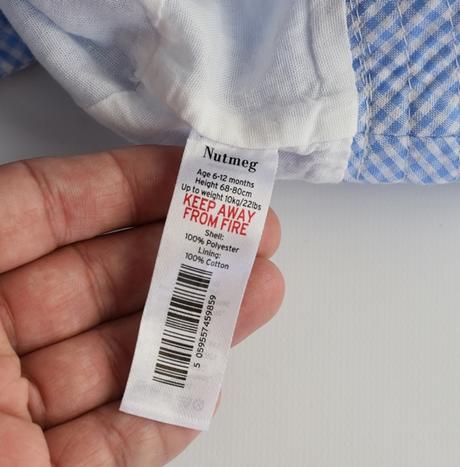 Nutmeg
Age 6-12 months
Height 68-80cm
Up to weight 10kg/22lbs
KEEP AWAY
FROM FIRE
Shell:
100% Polyester
Lining:
100% Cotton
5 059557459859